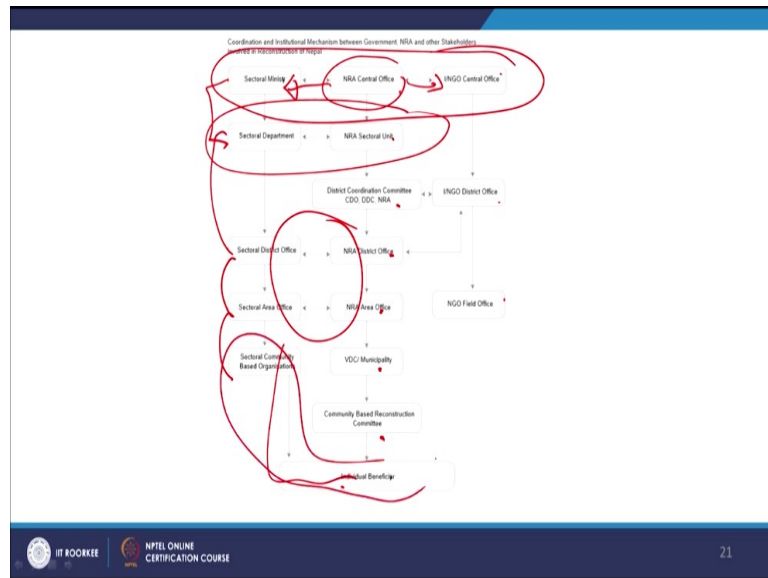 Coordination and Institutional Mechanism between Government, NRA and other Stakeholders
involved in Reconstruction of Nepal
Sectoral Ministry
NRA Central Office
I/NGO Central Office
Sectoral Department
NRA Sectoral Unit
District Coordination Committee
CDO, DDC, NRA
I/NGO District Office
Sectoral District Office
NRA District Office
Sectoral Area Office
NRA Area Office
NGO Field Office
Sectoral Community
Based Organisations
VDC/ Municipality
Community Based Reconstruction
Committee
Individual Beneficiary
IIT ROORKEE
NPTEL
NPTEL ONLINE
CERTIFICATION COURSE
21